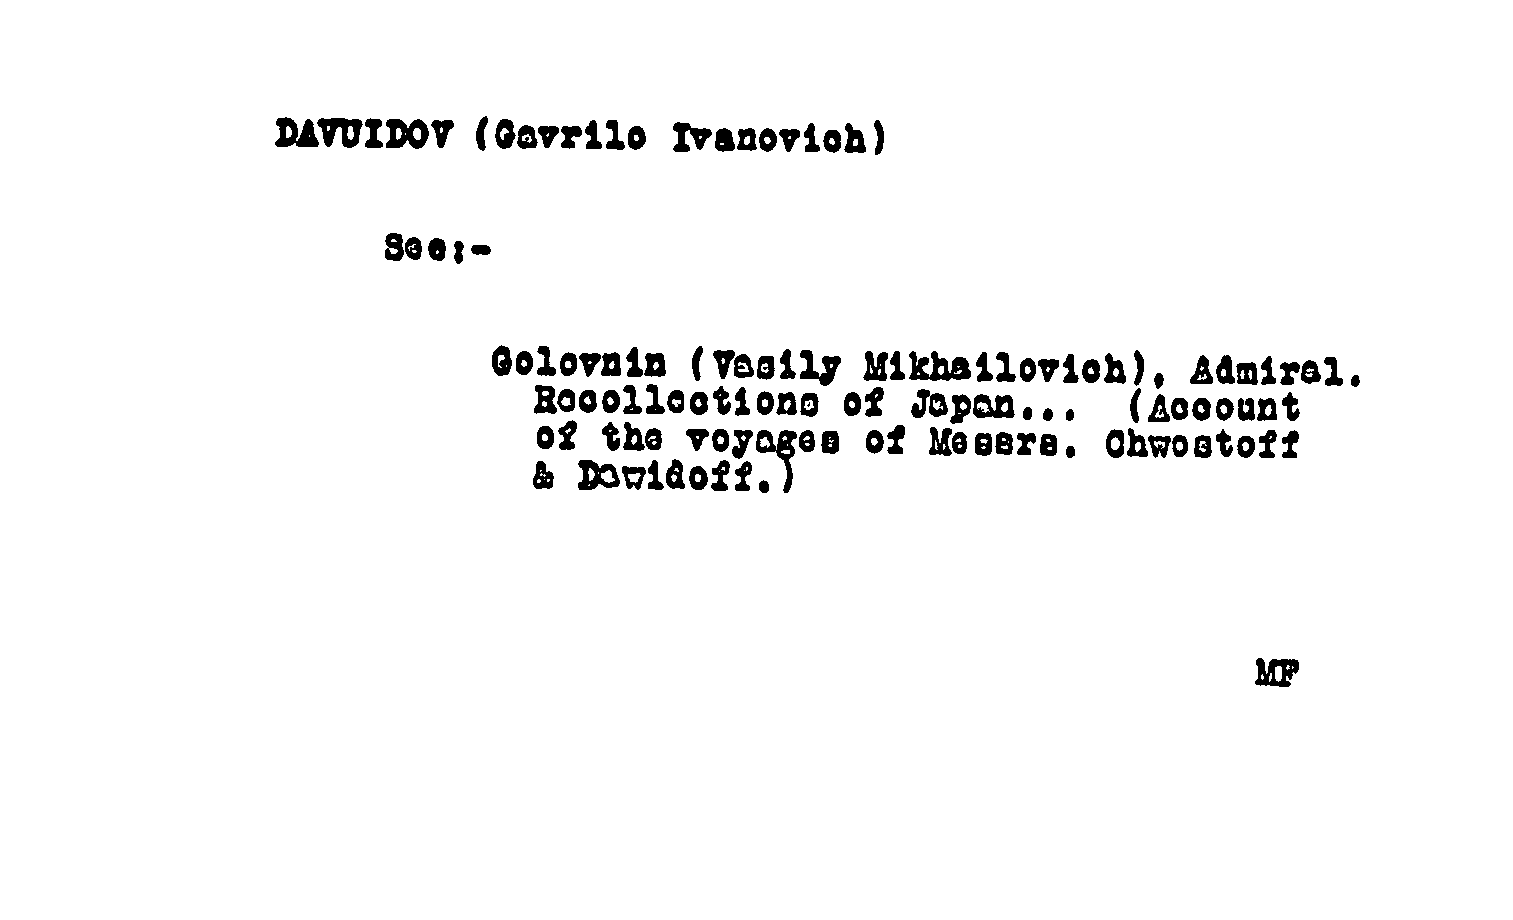 DAVUIDOV (Gavrilo Ivanovich)
See:-
Golovnin (Vasily Mikhailovich), Admiral.
Recollections of Japan... (Account
of the voyages of Messrs. Chwostoff
& Dawidoff.)
MF